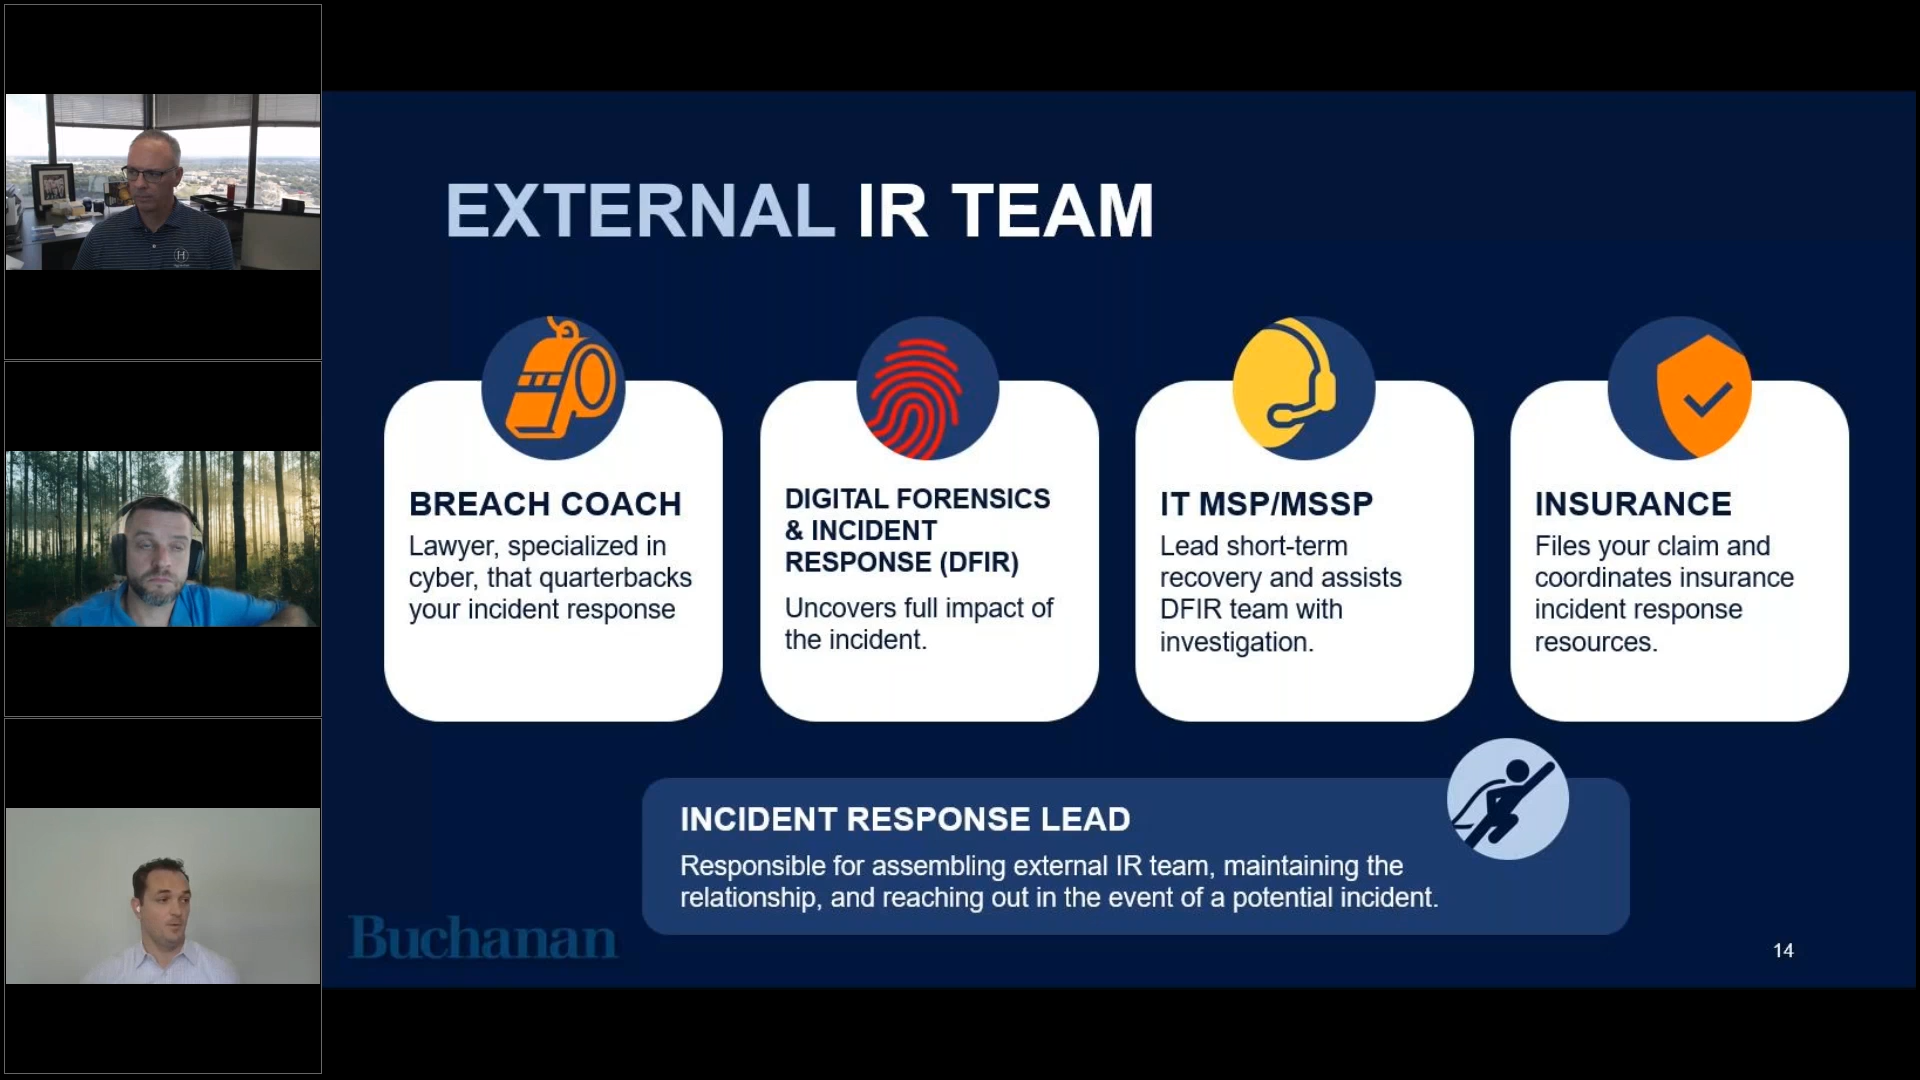 EXTERNAL IR TEAM
BREACH COACH
Lawyer, specialized in
cyber, that quarterbacks
your incident response
DIGITAL FORENSICS
& INCIDENT
RESPONSE (DFIR)
Uncovers full impact of
the incident.
IT MSP/MSSP
Lead short-term
recovery and assists
DFIR team with
investigation.
INSURANCE
Files your claim and
coordinates insurance
incident response
resources.
INCIDENT RESPONSE LEAD
Responsible for assembling external IR team, maintaining the
relationship, and reaching out in the event of a potential incident.
Buchanan
14
H